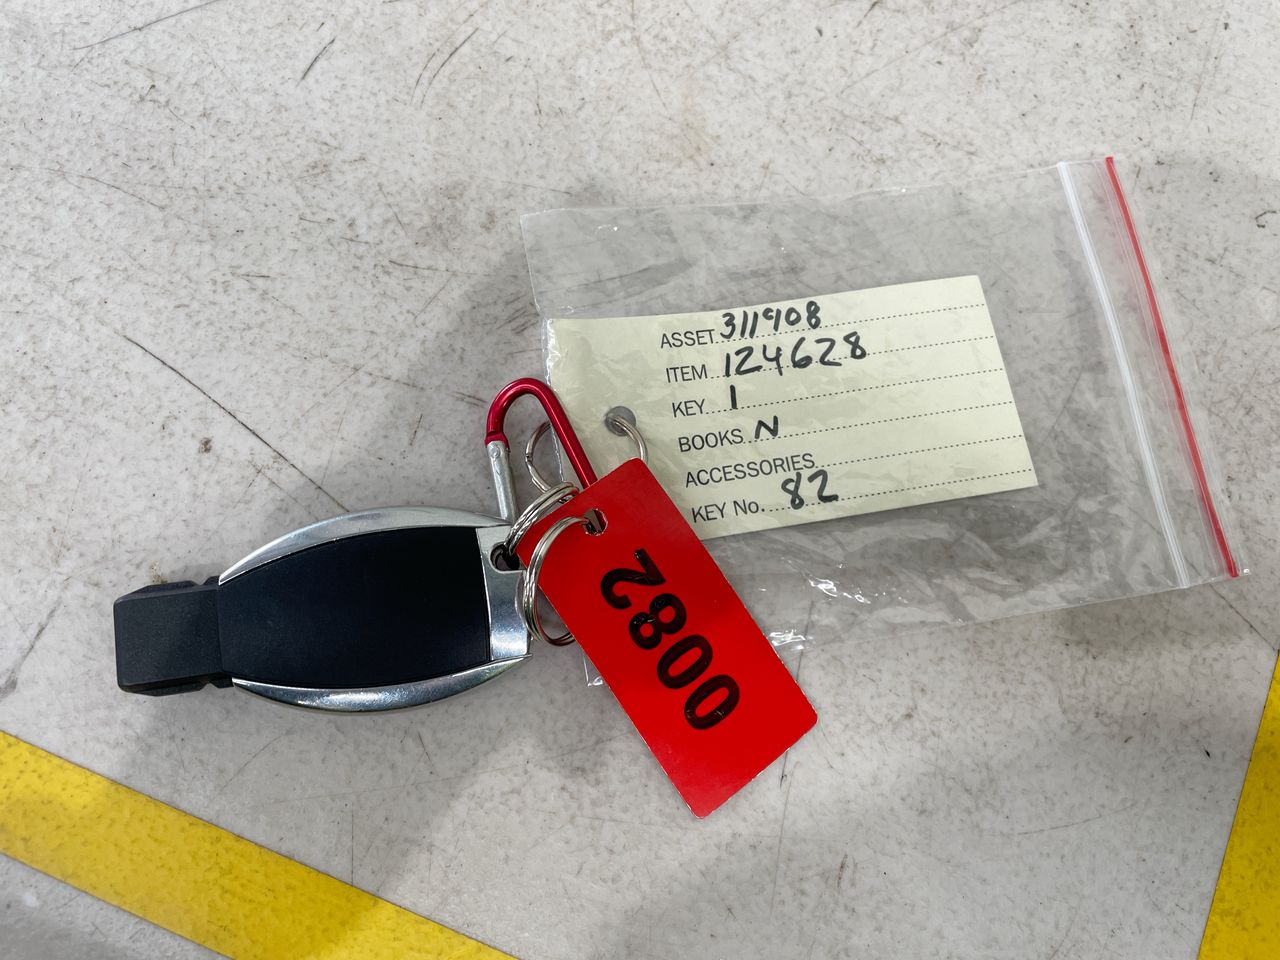 ASSET 311908
ITEM 124628
KEY 1
BOOKS N
ACCESSORIES
KEY No. 82
0082